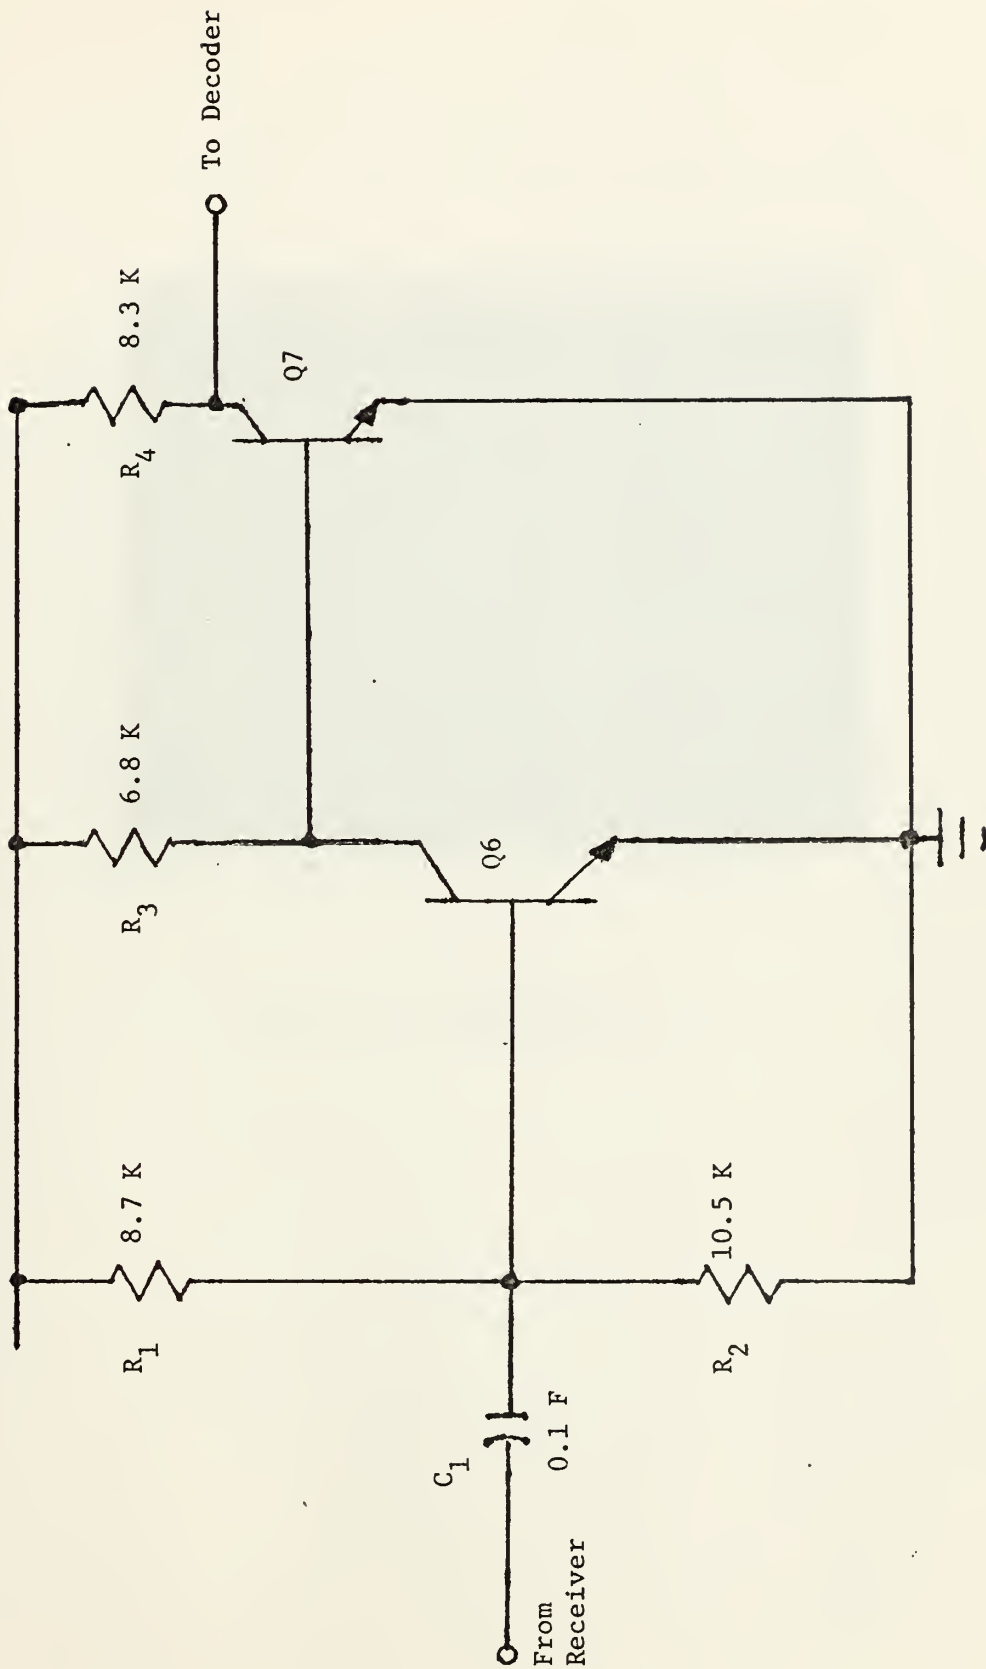 From
Receiver
C1
0.1 F
R1
8.7 K
R2
10.5 K
R3
6.8 K
Q6
R4
8.3 K
Q7
To Decoder